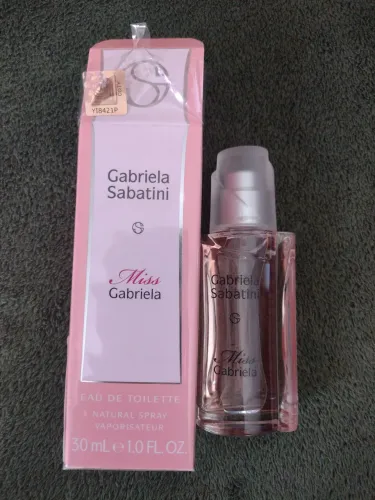 YIB421P
Gabriela
Sabatini
Miss
Gabriela
EAU DE TOILETTE
NATURAL SPRAY
VAPORISATEUR
30 mL e 1.0 FL. OZ.
Gabriela
Sabatini
Miss
Gabriela